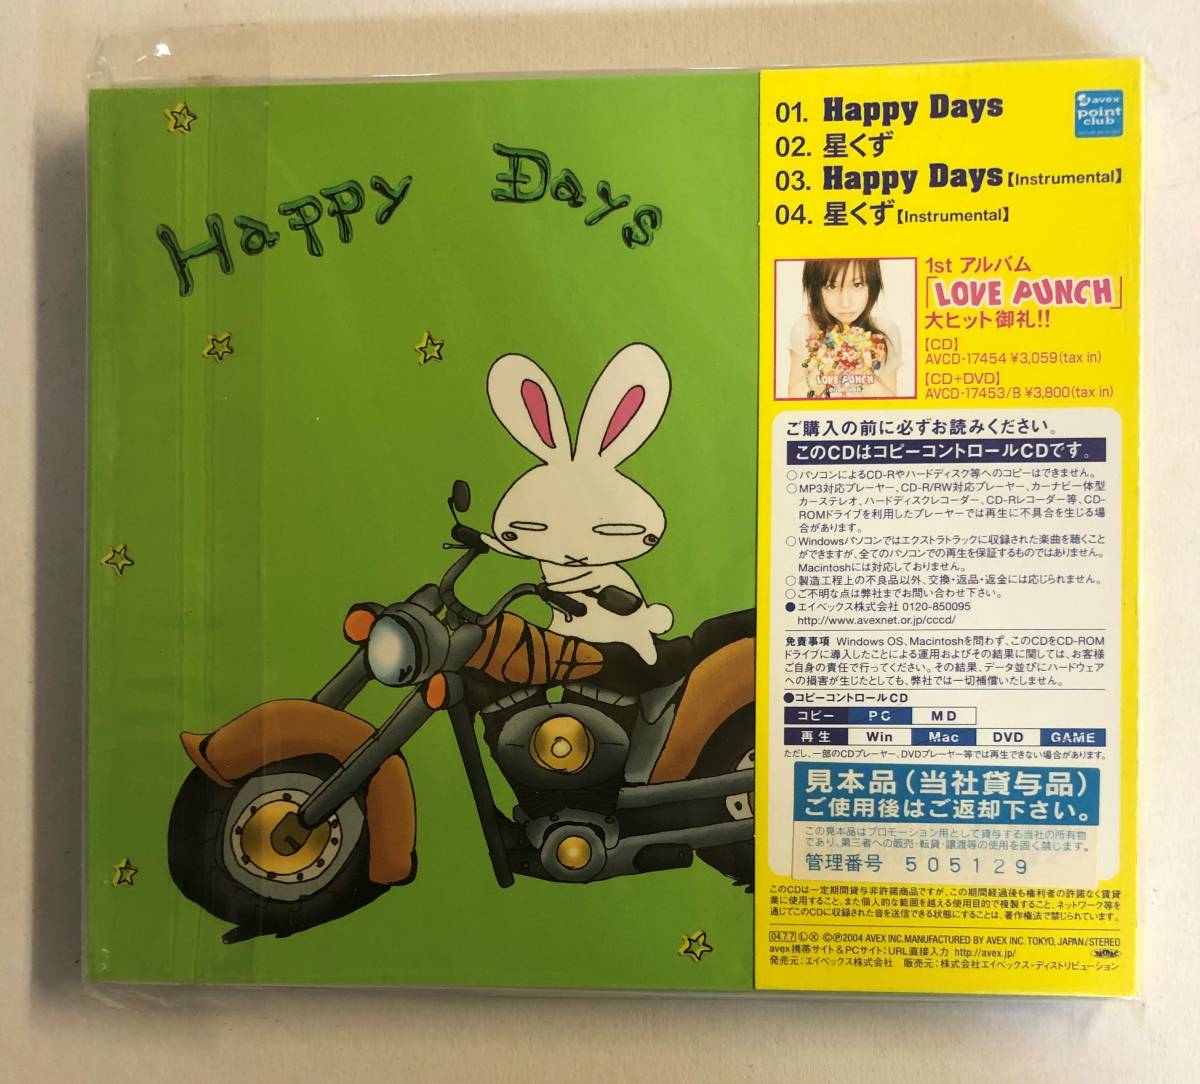 Happy Days
01. Happy Days
02. 星くず
03. Happy Days【Instrumental】
04. 星くず【Instrumental】
avex
point
club
1st アルバム
「LOVE PUNCH」
大ヒット御礼!!
【CD】
AVCD-17454 ¥3,059(tax in)
【CD+DVD】
AVCD-17453/B ¥3,800(tax in)
LOVE PUNCH
ご購入の前に必ずお読みください。
このCDはコピーコントロールCDです。
○パソコンによるCD-Rやハードディスク等へのコピーはできません。
○MP3対応プレーヤー、CD-R/RW対応プレーヤー、カーナビ一体型
カーステレオ、ハードディスクレコーダー、CD-Rレコーダー等、CD-
ROMドライブを利用したプレーヤーでは再生に不具合を生じる場
合があります。
○Windowsパソコンではエクストラトラックに収録された楽曲を聴くこと
ができますが、全てのパソコンでの再生を保証するものではありません。
Macintoshには対応しておりません。
○製造工程上の不良品以外、交換・返品・返金には応じられません。
○ご不明な点は弊社までお問い合わせ下さい。
●エイベックス株式会社 0120-850095
http://www.avexnet.or.jp/cccd/
免責事項 Windows OS、Macintoshを問わず、このCDをCD-ROM
ドライブに導入したことによる運用およびその結果に関しては、お客様
ご自身の責任で行ってください。その結果、データ並びにハードウェア
への損害が生じたとしても、弊社では一切補償いたしません。
●コピーコントロールCD
コピー PC MD
再生 Win Mac DVD GAME
ただし、一部のCDプレーヤー、DVDプレーヤー等では再生できない場合があります。
見本品(当社貸与品)
ご使用後はご返却下さい。
この見本品はプロモーション用として貸与する当社の所有物
であり、第三者への販売・転貸・譲渡等の使用を固く禁じます。
管理番号 505129
このCDは一定期間貸与非許諾商品ですが、この期間経過後も権利者の許諾なく賃貸
業に使用すること、また個人的な範囲を越える使用目的で複製すること、ネットワーク等を
通じてこのCDに収録された音を送信できる状態にすることは、著作権法で禁じられています。
04.7.7 Ⓛ Ⓧ ©℗2004 AVEX INC.MANUFACTURED BY AVEX INC. TOKYO, JAPAN/STEREO
avex携帯サイト&PCサイト:URL直接入力 http://avex.jp/
発売元:エイベックス株式会社 販売元:株式会社エイベックス・ディストリビューション